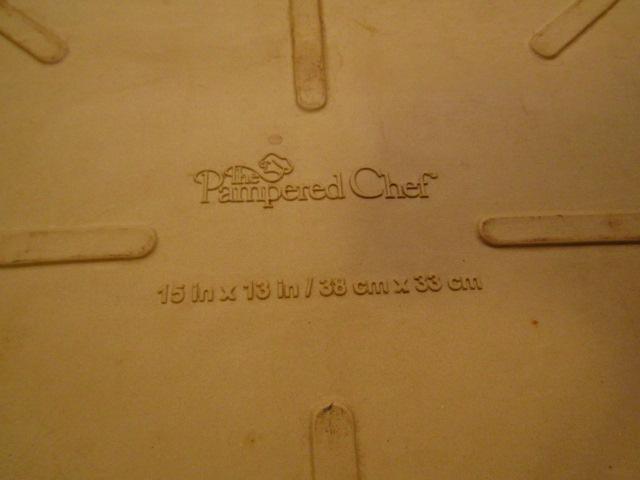 The
Pampered Chef
15 in x 13 in / 38 cm x 33 cm